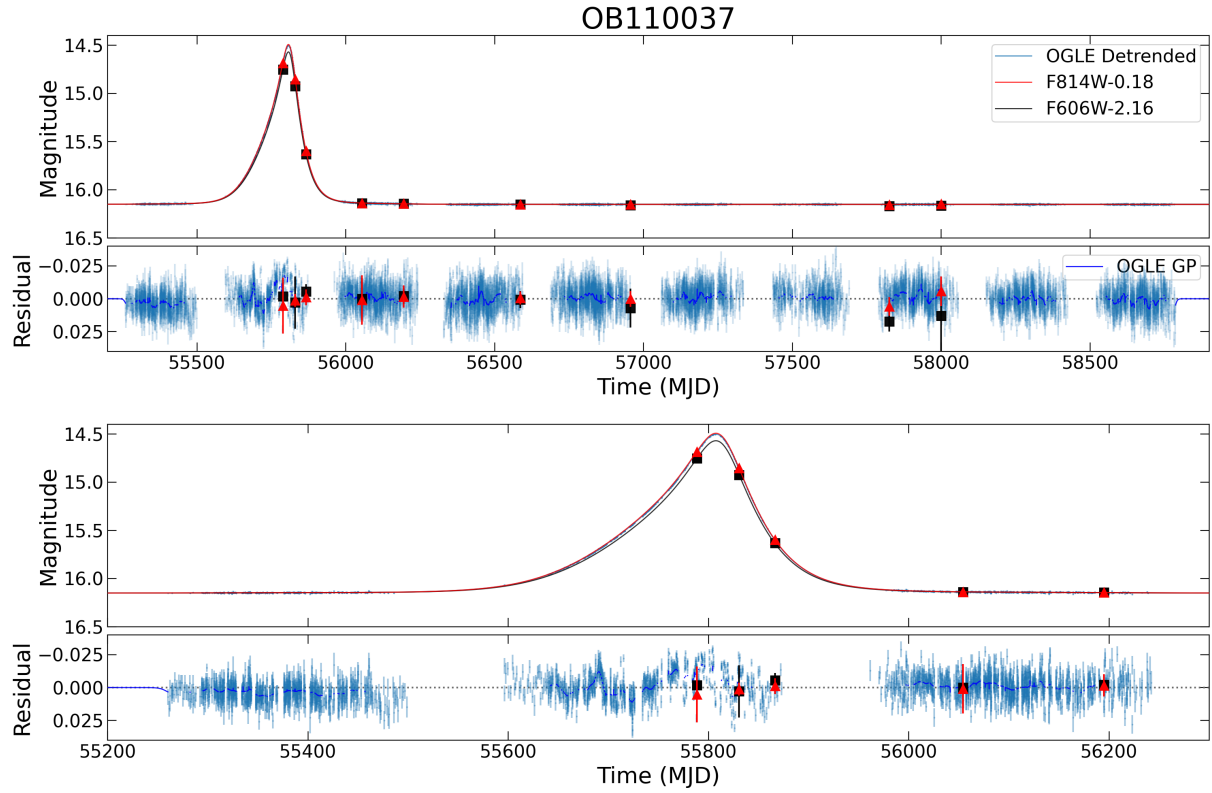 OB110037
14.5
15.0
15.5
16.0
16.5
Magnitude
OGLE Detrended
F814W-0.18
F606W-2.16
−0.025
0.000
0.025
Residual
OGLE GP
55500 56000 56500 57000 57500 58000 58500
Time (MJD)
14.5
15.0
15.5
16.0
16.5
Magnitude
−0.025
0.000
0.025
Residual
55200 55400 55600 55800 56000 56200
Time (MJD)